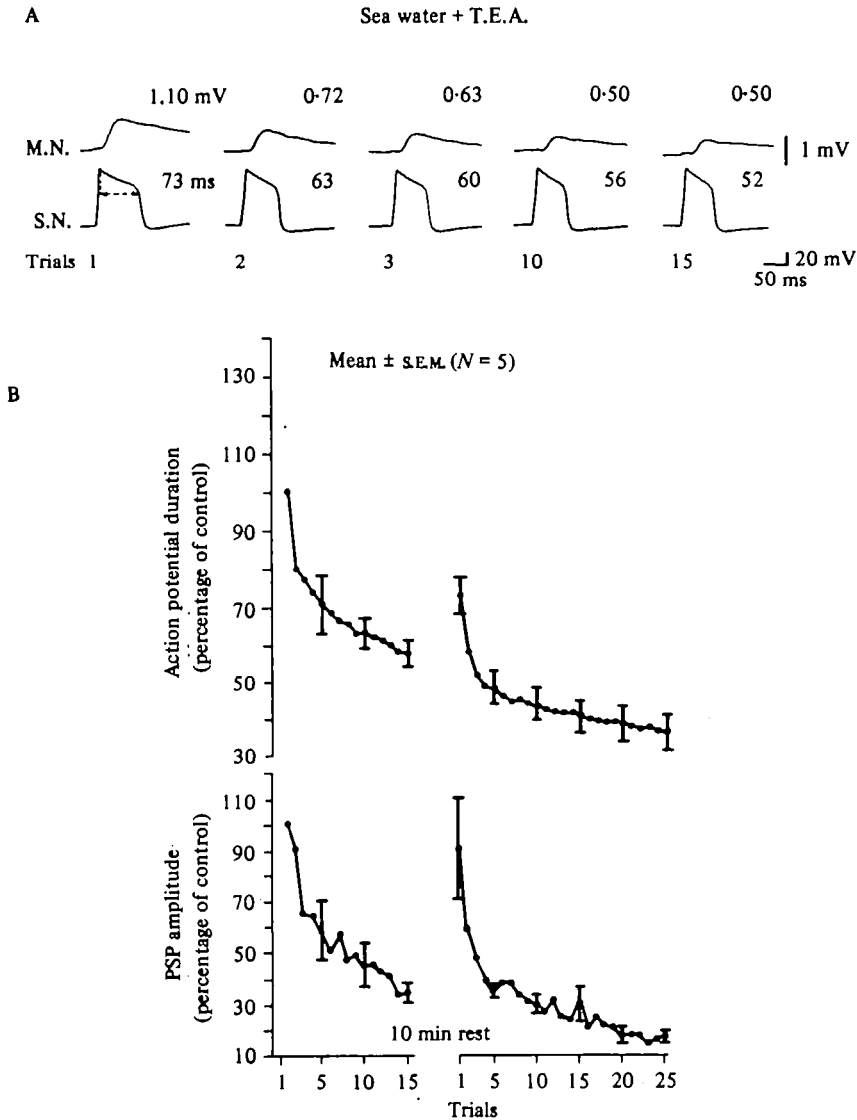 A
Sea water + T.E.A.
1.10 mV 0·72 0·63 0·50 0·50
M.N.
1 mV
73 ms 63 60 56 52
S.N.
Trials 1 2 3 10 15
20 mV
50 ms
B
Mean ± S.E.M. (N = 5)
Action potential duration
(percentage of control)
130
110
90
70
50
30
PSP amplitude
(percentage of control)
110
90
70
50
30
10
10 min rest
1 5 10 15 1 5 10 15 20 25
Trials